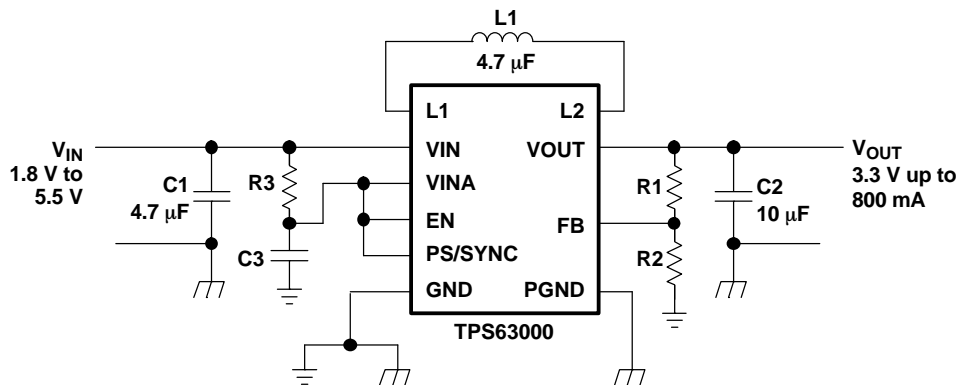 L1
4.7 µF
L1
L2
VIN
1.8 V to
5.5 V
VIN
VOUT
VOUT
3.3 V up to
800 mA
C1
4.7 µF
R3
VINA
R1
C2
10 µF
EN
FB
C3
PS/SYNC
R2
GND
PGND
TPS63000